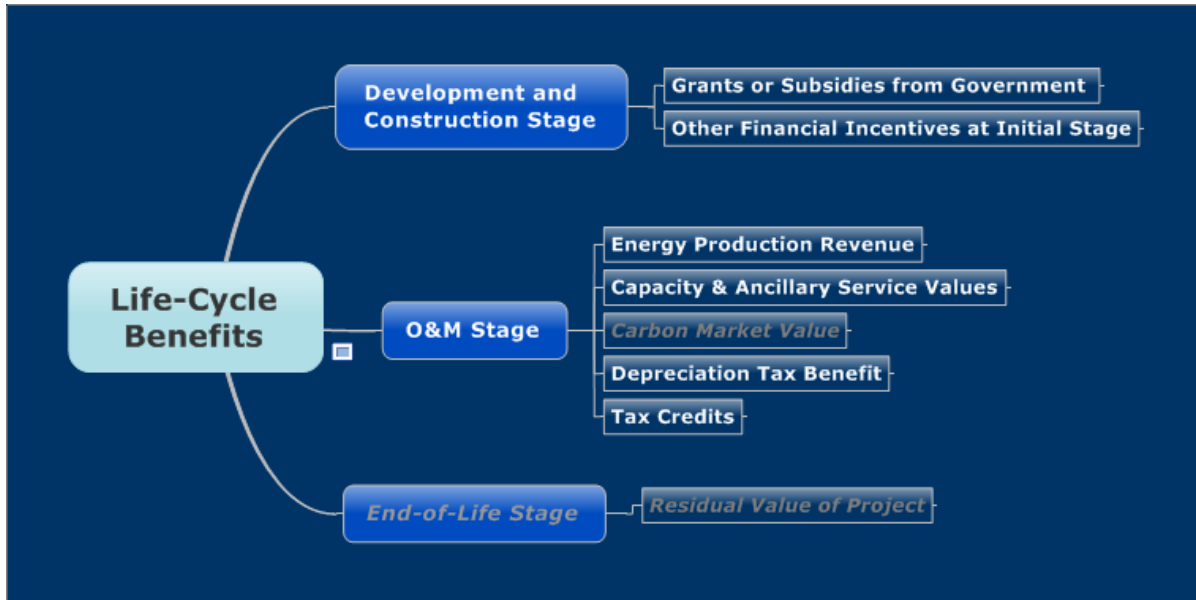 Development and
Construction Stage
Grants or Subsidies from Government
Other Financial Incentives at Initial Stage
Life-Cycle
Benefits
O&M Stage
Energy Production Revenue
Capacity & Ancillary Service Values
Carbon Market Value
Depreciation Tax Benefit
Tax Credits
End-of-Life Stage
Residual Value of Project